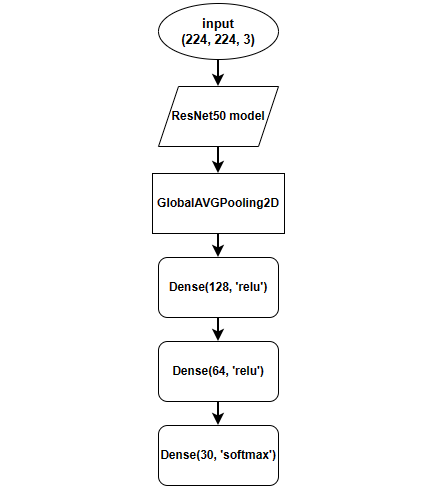 input
(224, 224, 3)
ResNet50 model
GlobalAVGPooling2D
Dense(128, 'relu')
Dense(64, 'relu')
Dense(30, 'softmax')